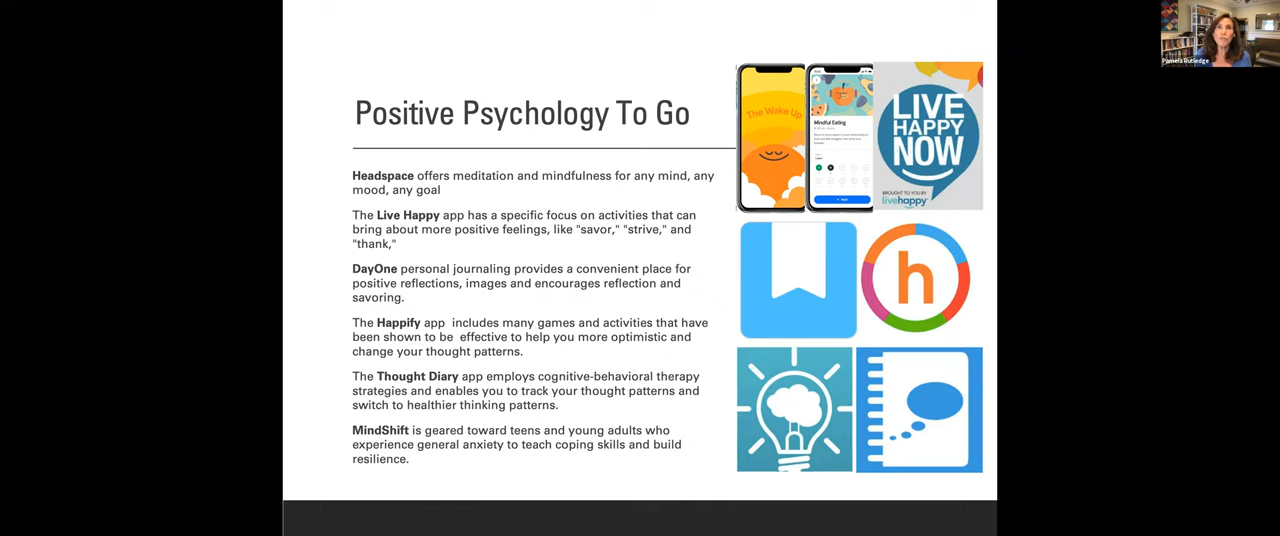 Positive Psychology To Go
Headspace offers meditation and mindfulness for any mind, any
mood, any goal
The Live Happy app has a specific focus on activities that can
bring about more positive feelings, like "savor," "strive," and
"thank,"
DayOne personal journaling provides a convenient place for
positive reflections, images and encourages reflection and
savoring.
The Happify app  includes many games and activities that have
been shown to be  effective to help you more optimistic and
change your thought patterns.
The Thought Diary app employs cognitive-behavioral therapy
strategies and enables you to track your thought patterns and
switch to healthier thinking patterns.
MindShift is geared toward teens and young adults who
experience general anxiety to teach coping skills and build
resilience.
The Wake Up
Mindful Eating
LIVE
HAPPY
NOW
BROUGHT TO YOU BY
livehappy
h
Pamela Rutledge